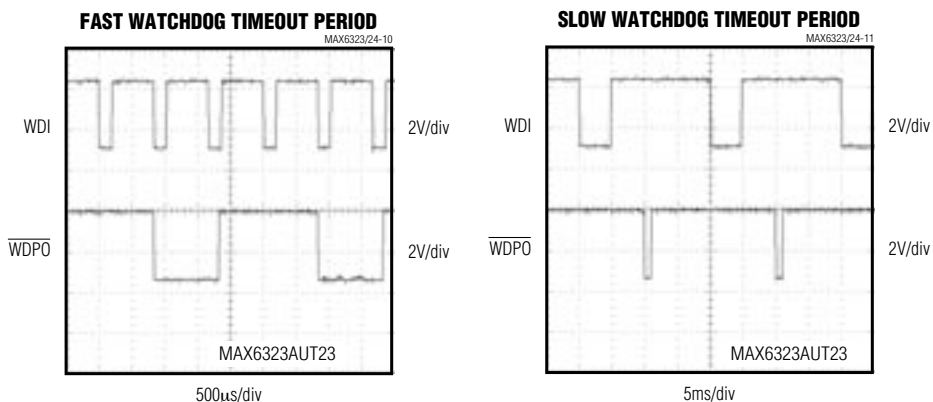 FAST WATCHDOG TIMEOUT PERIOD
MAX6323/24-10
WDI
2V/div
WDPO
2V/div
MAX6323AUT23
500µs/div
SLOW WATCHDOG TIMEOUT PERIOD
MAX6323/24-11
WDI
2V/div
WDPO
2V/div
MAX6323AUT23
5ms/div